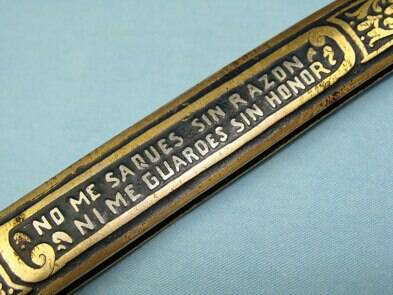 NO ME SAQUES SIN RAZON
NI ME GUARDES SIN HONOR